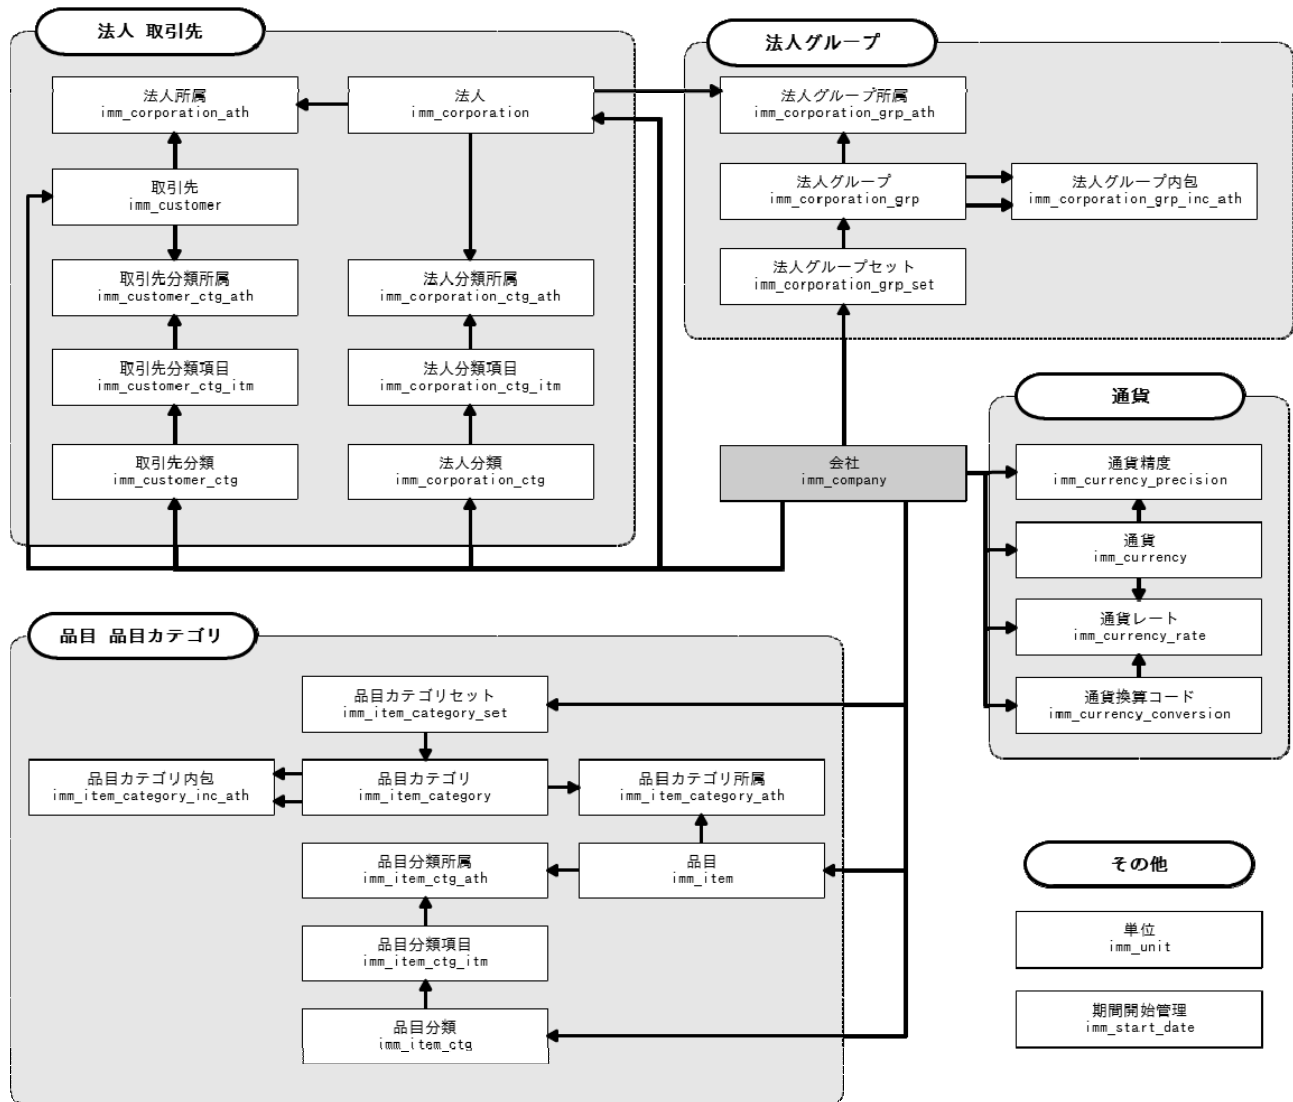 法人 取引先
法人所属
imm_corporation_ath
法人
imm_corporation
取引先
imm_customer
取引先分類所属
imm_customer_ctg_ath
法人分類所属
imm_corporation_ctg_ath
取引先分類項目
imm_customer_ctg_itm
法人分類項目
imm_corporation_ctg_itm
取引先分類
imm_customer_ctg
法人分類
imm_corporation_ctg
法人グループ
法人グループ所属
imm_corporation_grp_ath
法人グループ
imm_corporation_grp
法人グループ内包
imm_corporation_grp_inc_ath
法人グループセット
imm_corporation_grp_set
会社
imm_company
通貨
通貨精度
imm_currency_precision
通貨
imm_currency
通貨レート
imm_currency_rate
通貨換算コード
imm_currency_conversion
品目 品目カテゴリ
品目カテゴリセット
imm_item_category_set
品目カテゴリ内包
imm_item_category_inc_ath
品目カテゴリ
imm_item_category
品目カテゴリ所属
imm_item_category_ath
品目分類所属
imm_item_ctg_ath
品目
imm_item
品目分類項目
imm_item_ctg_itm
品目分類
imm_item_ctg
その他
単位
imm_unit
期間開始管理
imm_start_date